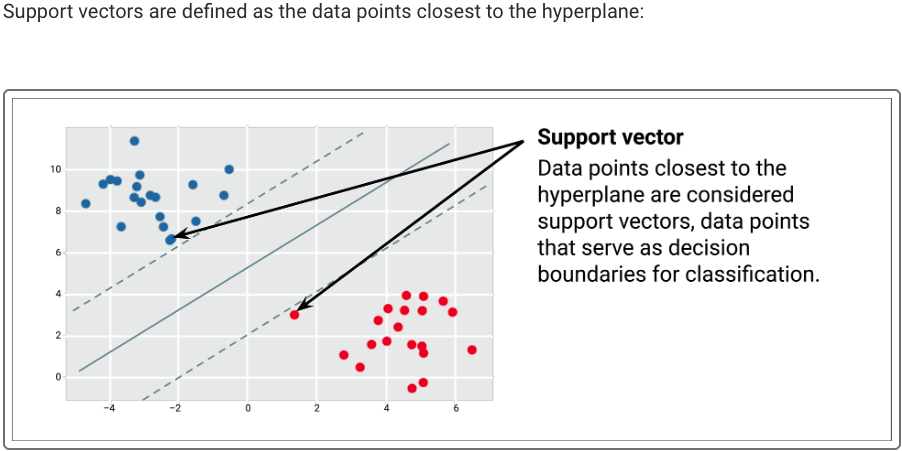 Support vectors are defined as the data points closest to the hyperplane:
Support vector
Data points closest to the
hyperplane are considered
support vectors, data points
that serve as decision
boundaries for classification.
10
8
6
4
2
0
−4
−2
0
2
4
6